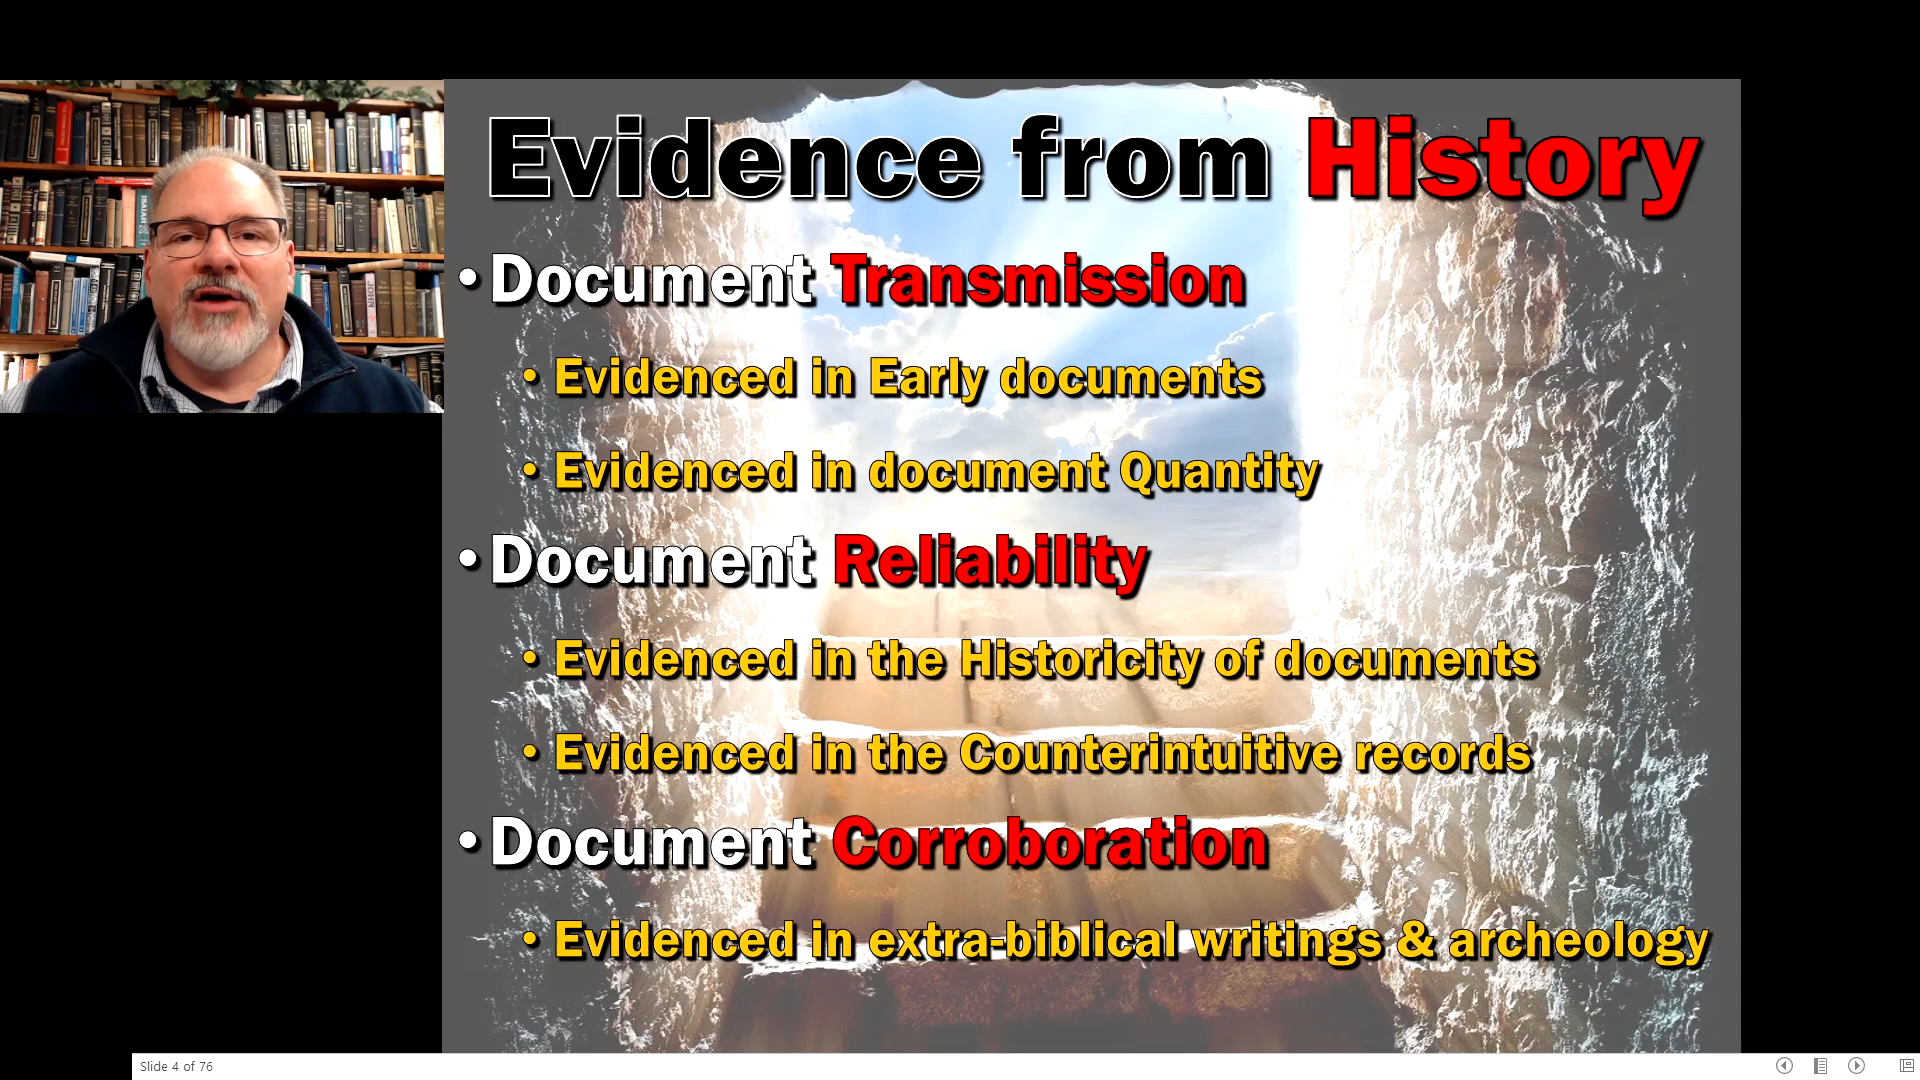 Evidence from History
•Document Transmission
• Evidenced in Early documents
• Evidenced in document Quantity
•Document Reliability
• Evidenced in the Historicity of documents
• Evidenced in the Counterintuitive records
•Document Corroboration
• Evidenced in extra-biblical writings & archeology
ISAIAH
JOHN
Slide 4 of 76